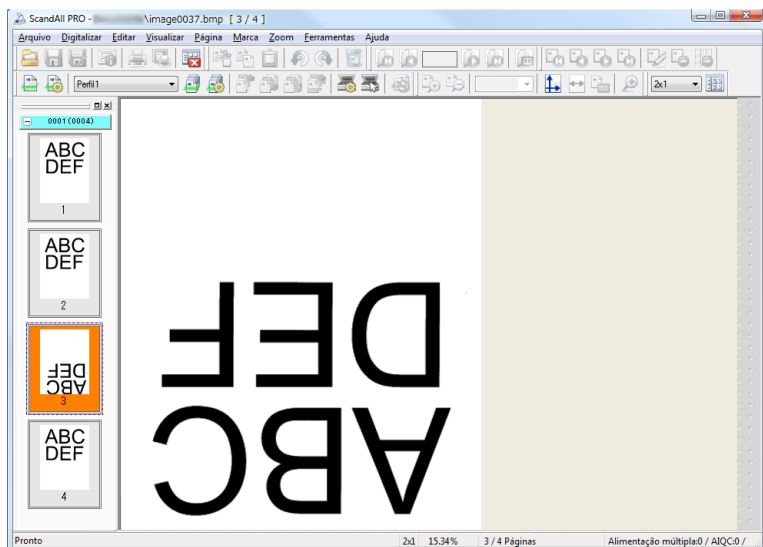 ScandAll PRO - \image0037.bmp [ 3 / 4 ]
Arquivo Digitalizar Editar Visualizar Página Marca Zoom Ferramentas Ajuda
Perfil1 2x1
0001 (0004)
ABC
DEF
1
ABC
DEF
2
ABC
DEF
3
ABC
DEF
4
ABC
DEF
Pronto 2x1 15.34% 3 / 4 Páginas Alimentação múltipla:0 / AIQC:0 /